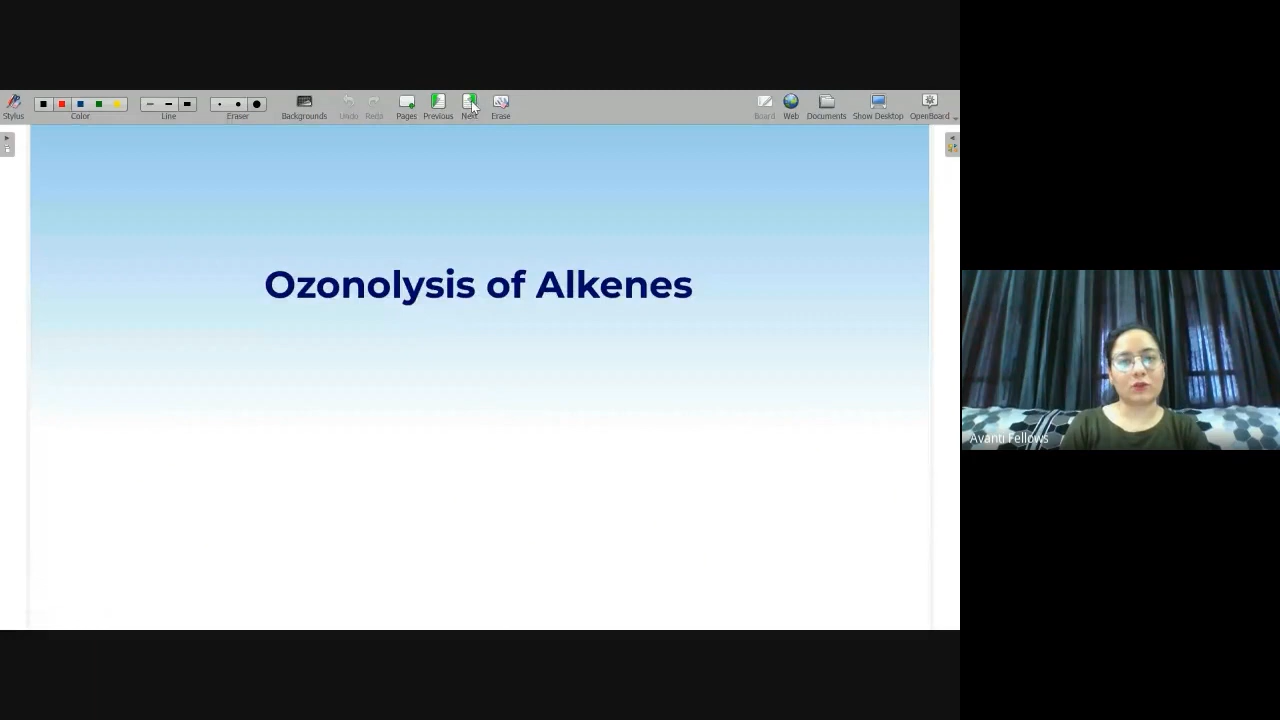 Stylus
Color
Line
Eraser
Backgrounds
Undo
Redo
Pages
Previous
Next
Erase
Board
Web
Documents
Show Desktop
OpenBoard
Ozonolysis of Alkenes
Avanti Fellows